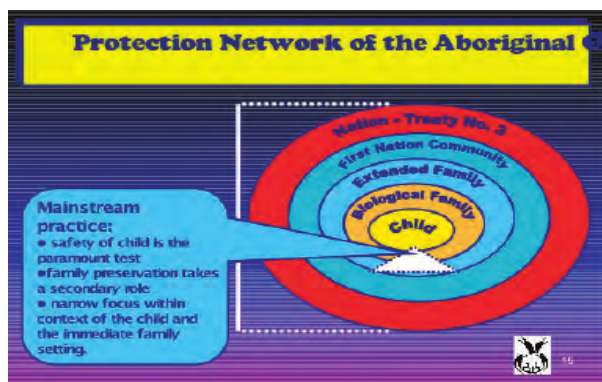 Protection Network of the Aboriginal C
Nation - Treaty No. 3
First Nation Community
Extended Family
Biological Family
Child
Mainstream
practice:
• safety of child is the
paramount test
•family preservation takes
a secondary role
• narrow focus within
context of the child and
the immediate family
setting.